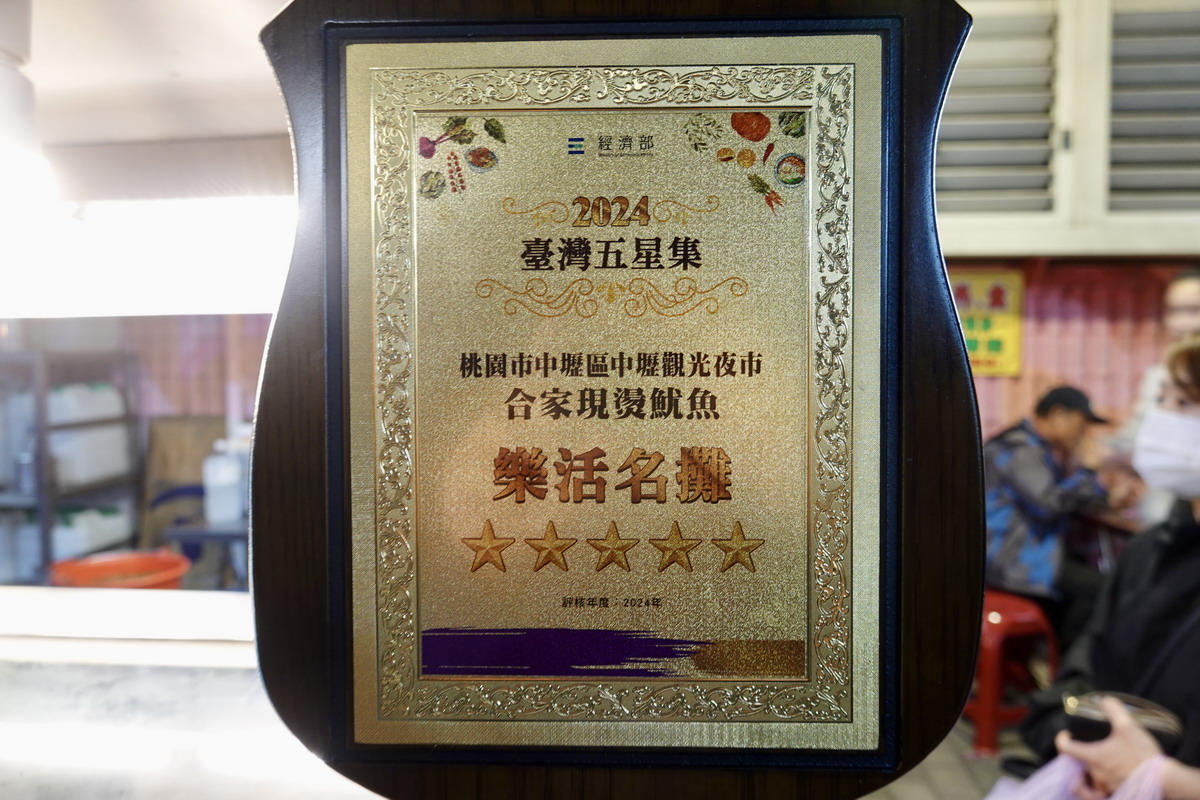 經濟部
2024
臺灣五星集
桃園市中壢區中壢觀光夜市
合家現燙魷魚
樂活名攤
評核年度：2024年